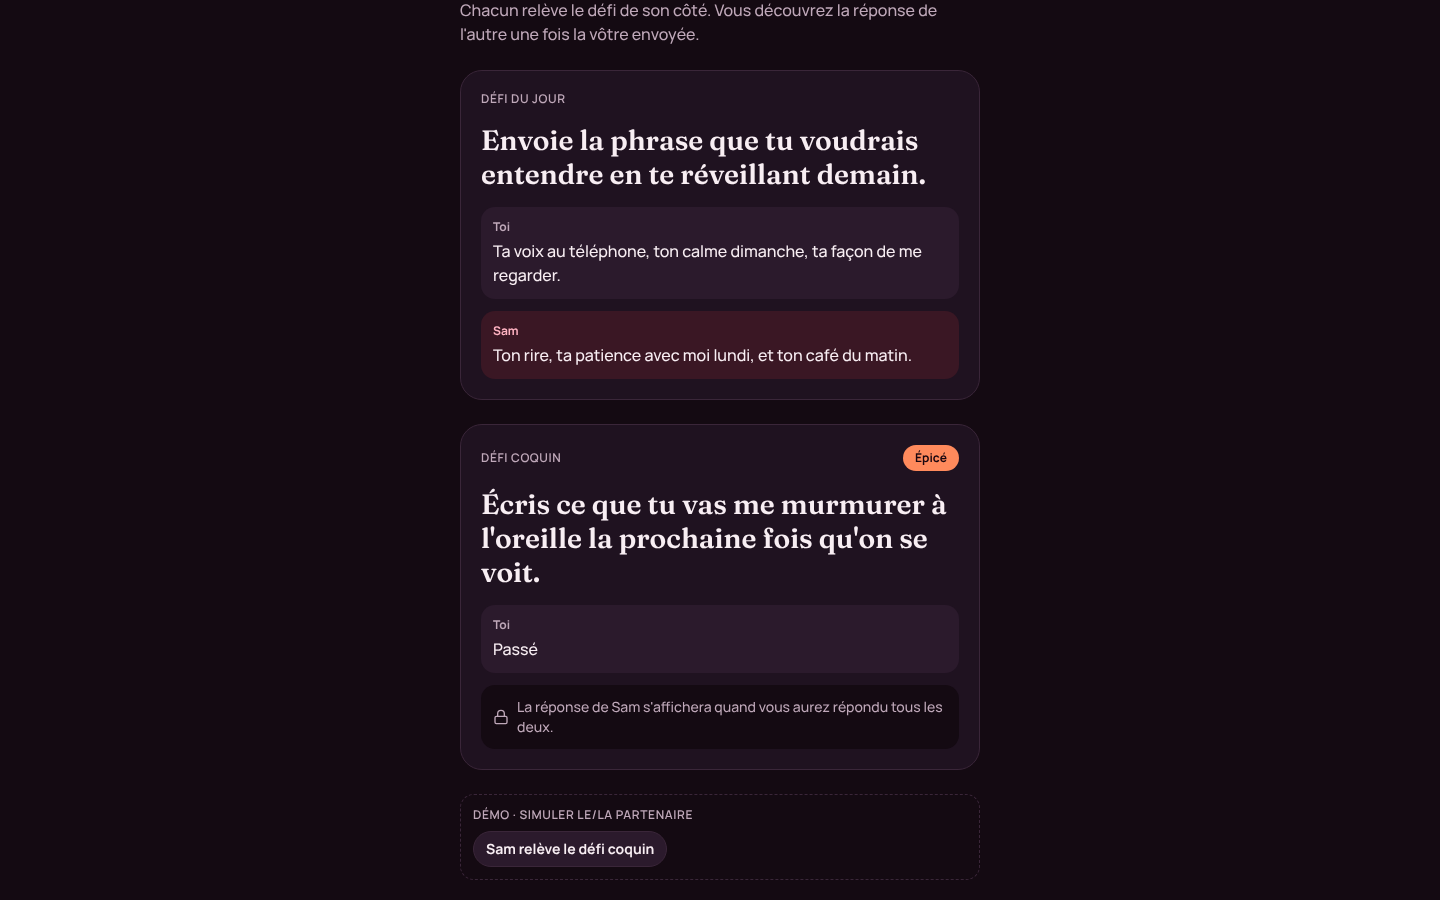 Chacun relève le défi de son côté. Vous découvrez la réponse de
l'autre une fois la vôtre envoyée.
DÉFI DU JOUR
Envoie la phrase que tu voudrais
entendre en te réveillant demain.
Toi
Ta voix au téléphone, ton calme dimanche, ta façon de me
regarder.
Sam
Ton rire, ta patience avec moi lundi, et ton café du matin.
DÉFI COQUIN
Épicé
Écris ce que tu vas me murmurer à
l'oreille la prochaine fois qu'on se
voit.
Toi
Passé
La réponse de Sam s'affichera quand vous aurez répondu tous les
deux.
DÉMO · SIMULER LE/LA PARTENAIRE
Sam relève le défi coquin